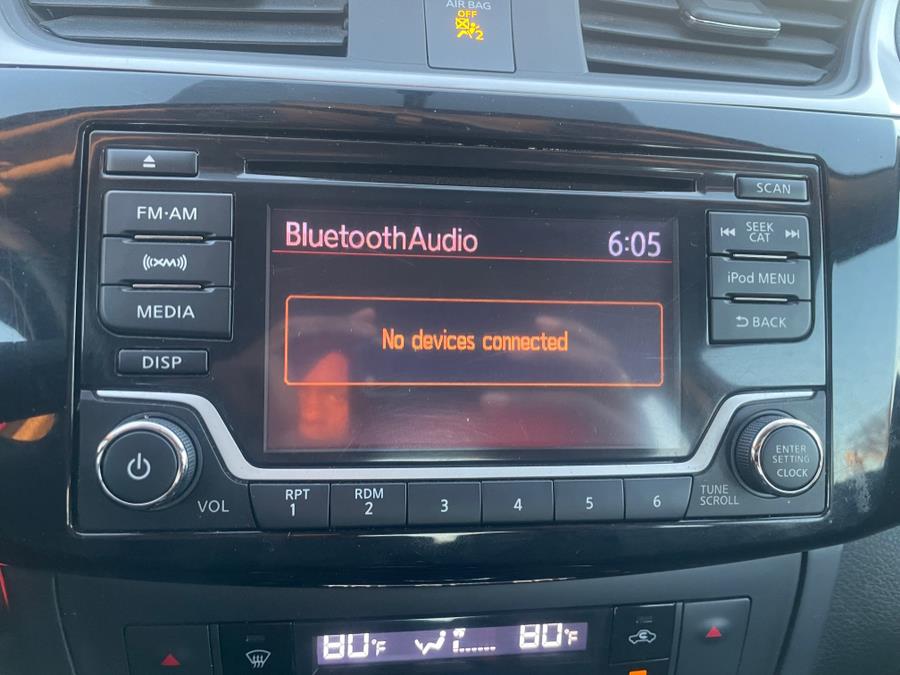 AIR BAG
OFF
2
SCAN
FM·AM
SEEK
CAT
BluetoothAudio 6:05
XM
iPod MENU
MEDIA
No devices connected
BACK
DISP
ENTER
SETTING
CLOCK
VOL
RPT
1
RDM
2
3
4
5
6
TUNE
SCROLL
80°F
80°F